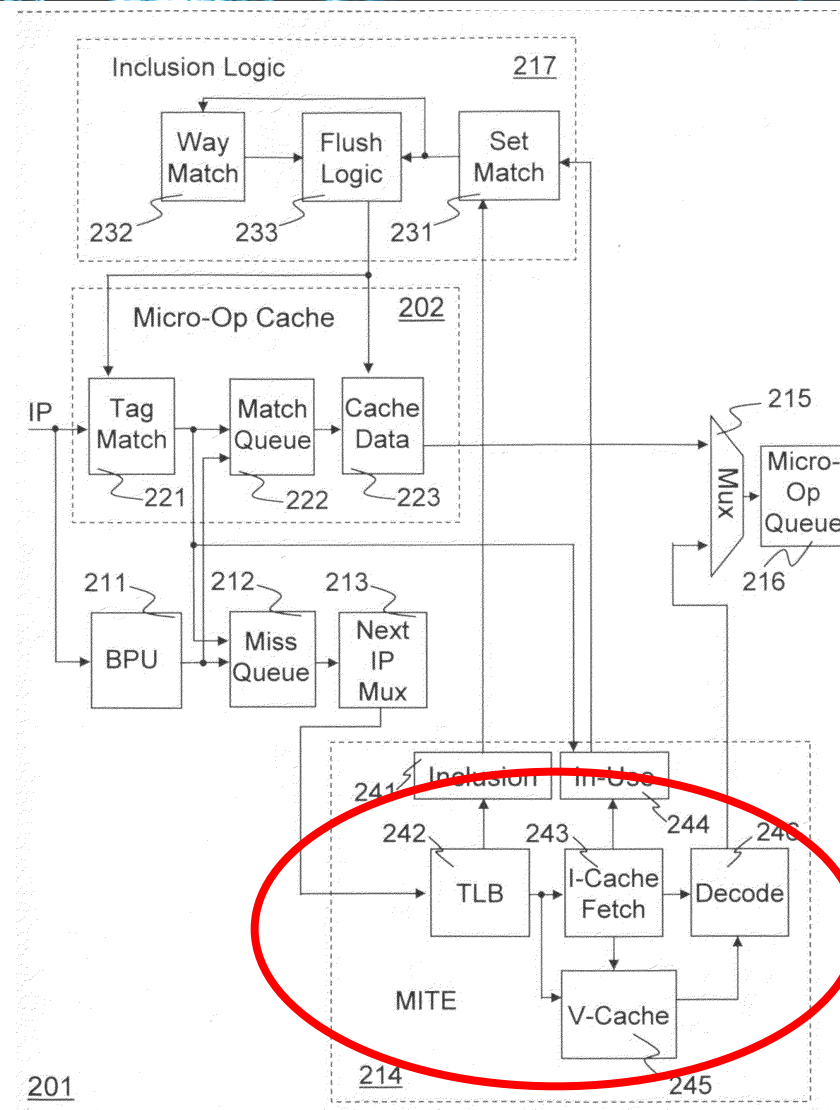 Inclusion Logic
217
Way
Match
Flush
Logic
Set
Match
232
233
231
Micro-Op Cache
202
IP
Tag
Match
Match
Queue
Cache
Data
221
222
223
215
Mux
Micro-
Op
Queue
216
211
212
213
BPU
Miss
Queue
Next
IP
Mux
241
Inclusion
In-Use
244
242
243
246
TLB
I-Cache
Fetch
Decode
MITE
V-Cache
245
214
201